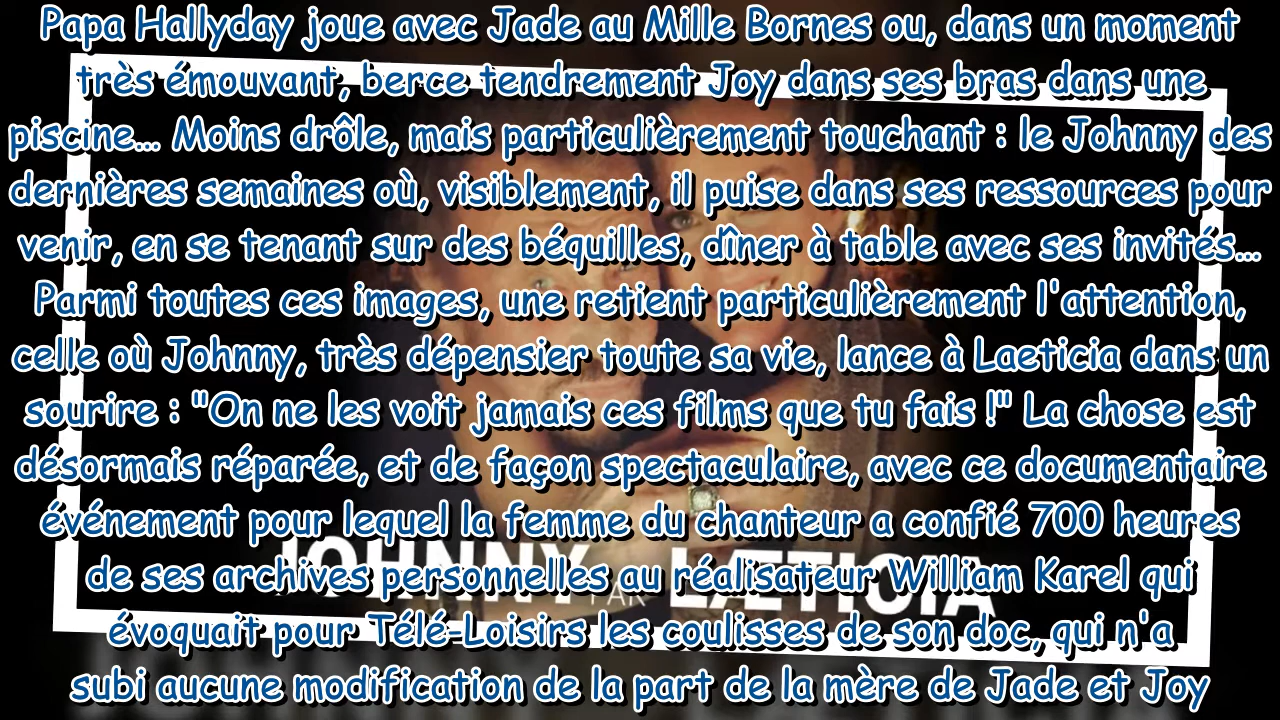 Papa Hallyday joue avec Jade au Mille Bornes ou, dans un moment
très émouvant, berce tendrement Joy dans ses bras dans une
piscine... Moins drôle, mais particulièrement touchant : le Johnny des
dernières semaines où, visiblement, il puise dans ses ressources pour
venir, en se tenant sur des béquilles, dîner à table avec ses invités...
Parmi toutes ces images, une retient particulièrement l'attention,
celle où Johnny, très dépensier toute sa vie, lance à Laeticia dans un
sourire : "On ne les voit jamais ces films que tu fais !" La chose est
désormais réparée, et de façon spectaculaire, avec ce documentaire
événement pour lequel la femme du chanteur a confié 700 heures
de ses archives personnelles au réalisateur William Karel qui
JOHNNY PAR LÆTICIA
évoquait pour Télé-Loisirs les coulisses de son doc, qui n'a
subi aucune modification de la part de la mère de Jade et Joy